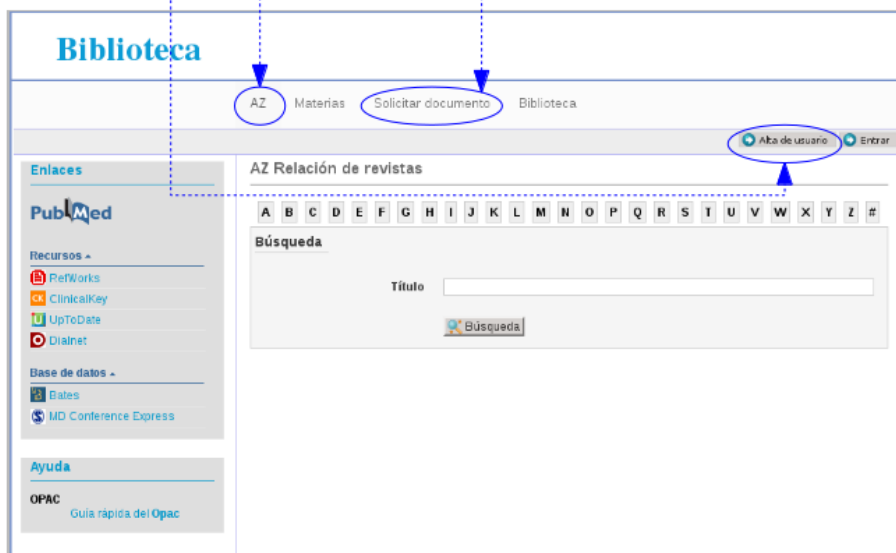 Biblioteca
AZ Materias Solicitar documento Biblioteca
Alta de usuario Entrar
Enlaces
PubMed
Recursos
RefWorks
CK ClinicalKey
UpToDate
Dialnet
Base de datos
Bates
MD Conference Express
Ayuda
OPAC
Guía rápida del Opac
AZ Relación de revistas
A B C D E F G H I J K L M N O P Q R S T U V W X Y Z #
Búsqueda
Título
Búsqueda